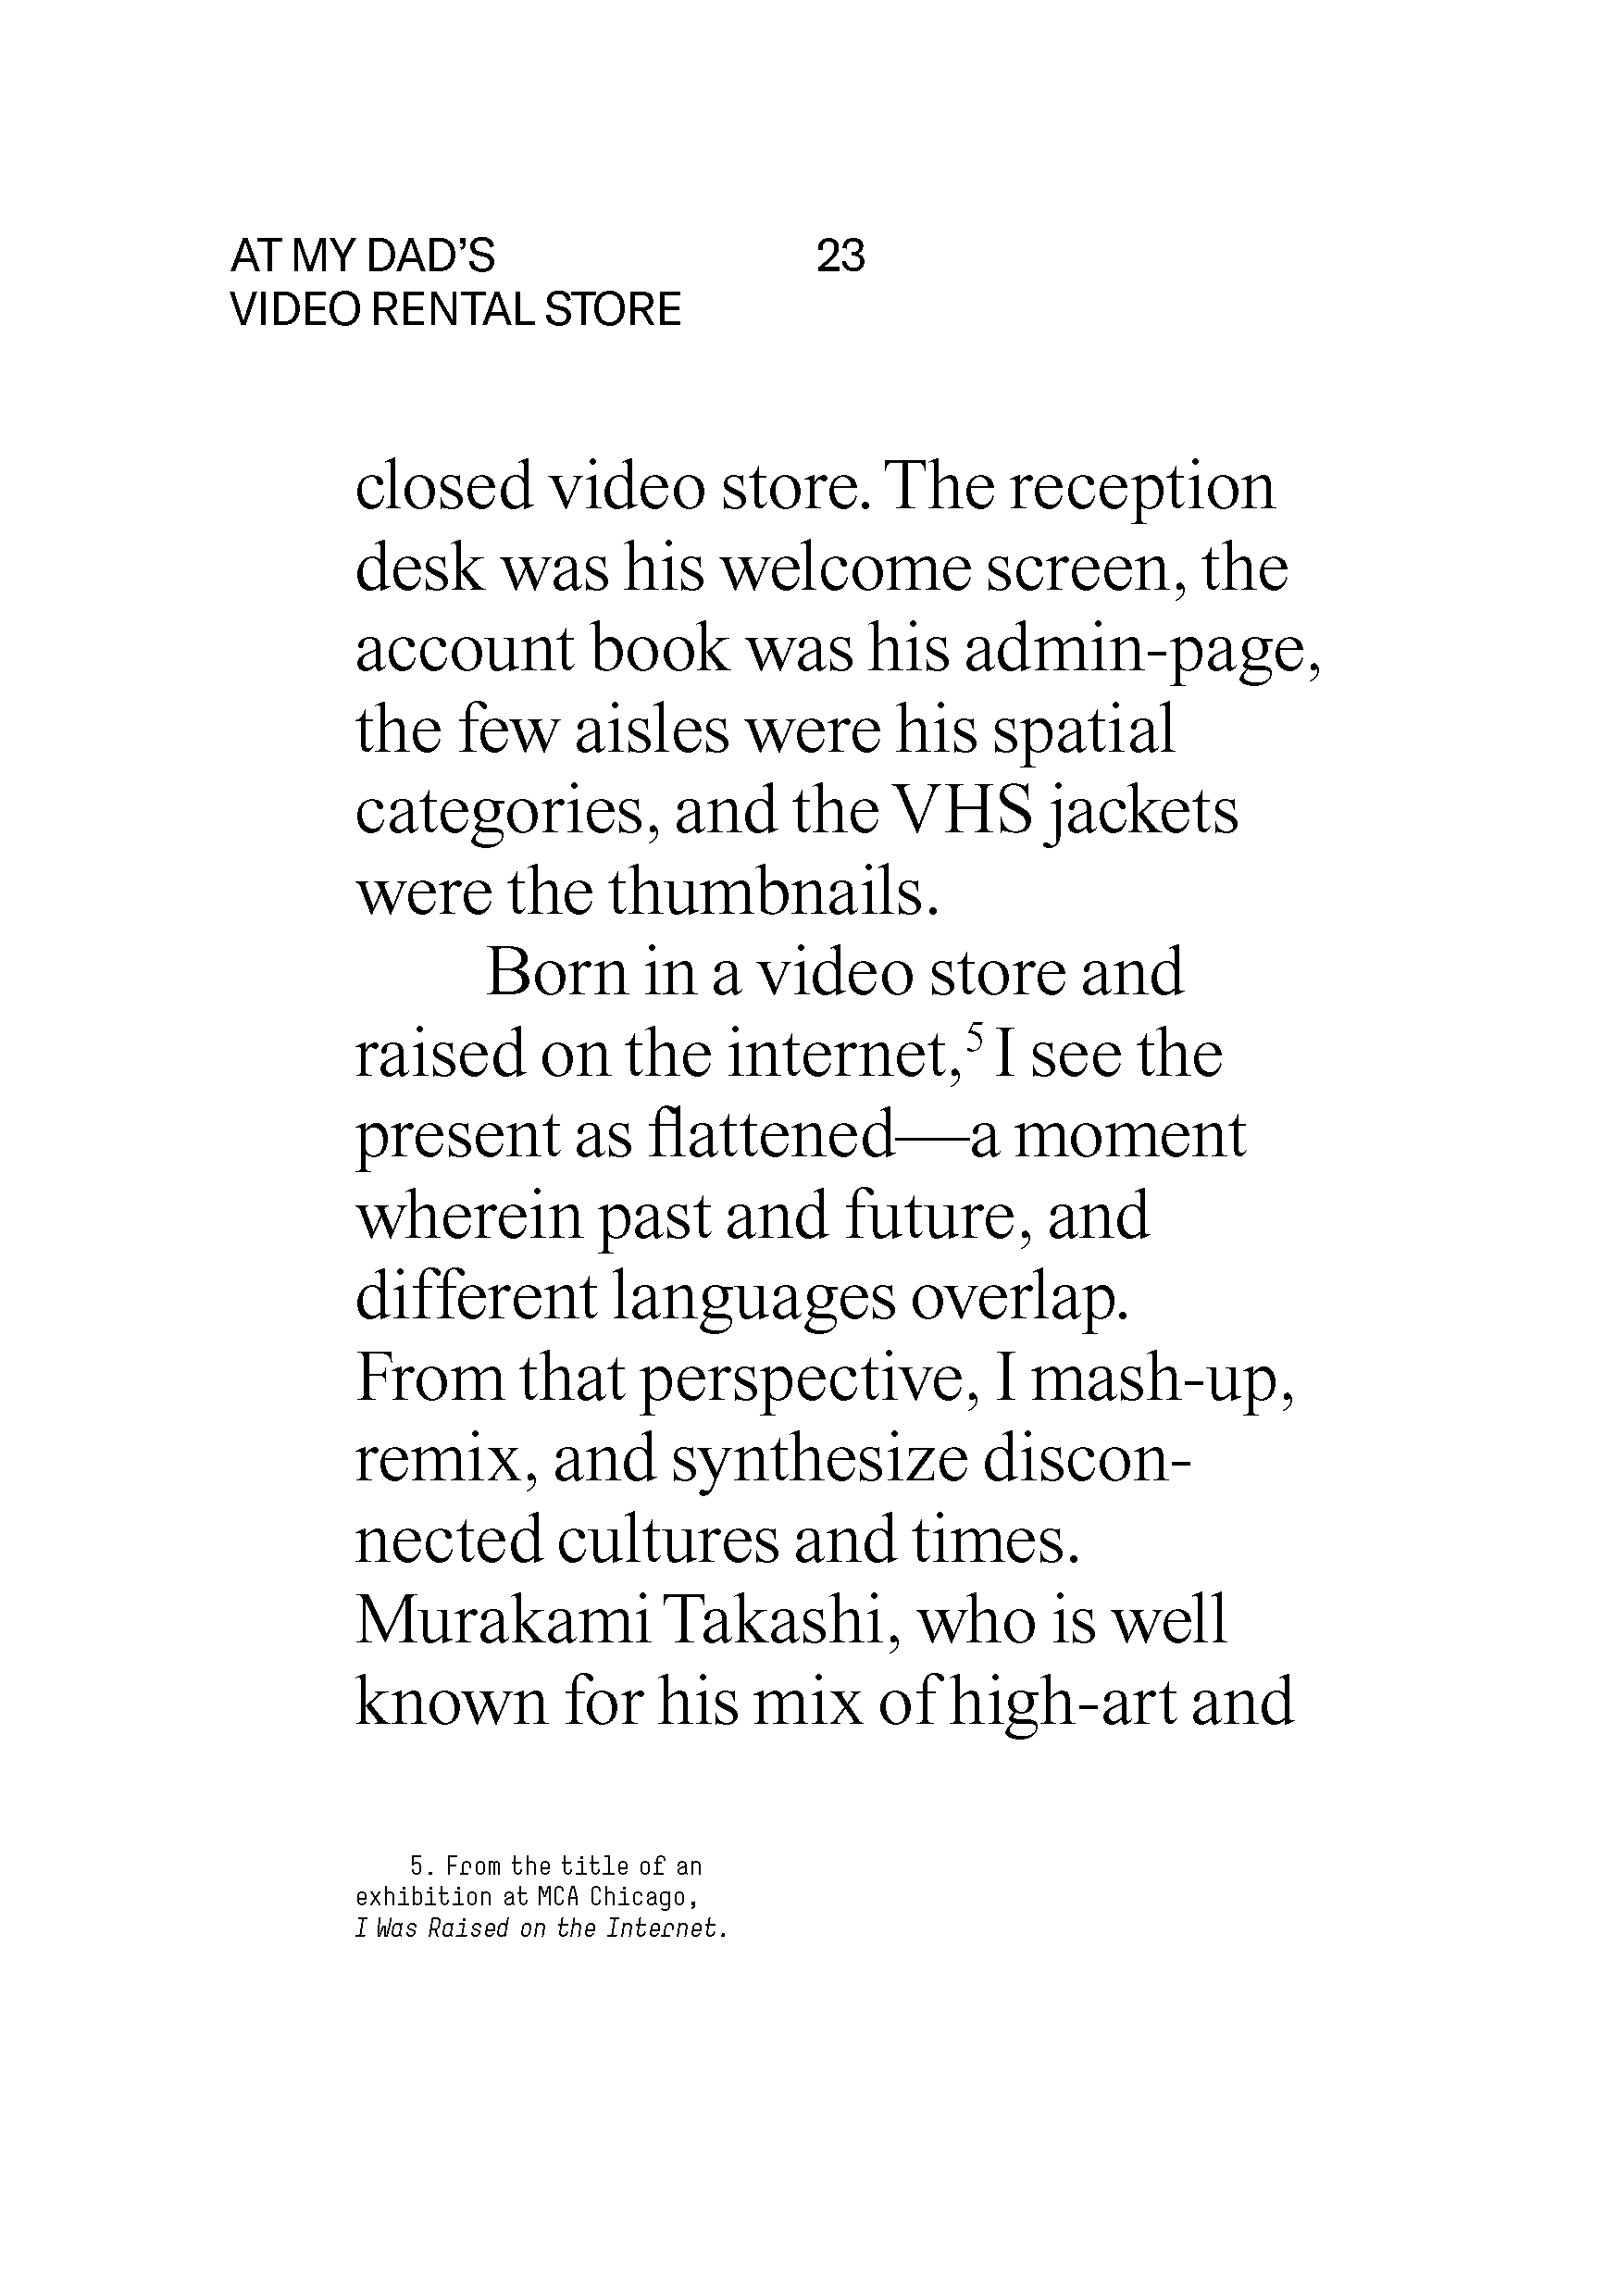 AT MY DAD’S 23
VIDEO RENTAL STORE
closed video store. The reception
desk was his welcome screen, the
account book was his admin-page,
the few aisles were his spatial
categories, and the VHS jackets
were the thumbnails.
Born in a video store and
raised on the internet,⁵ I see the
present as flattened—a moment
wherein past and future, and
different languages overlap.
From that perspective, I mash-up,
remix, and synthesize discon-
nected cultures and times.
Murakami Takashi, who is well
known for his mix of high-art and
5. From the title of an
exhibition at MCA Chicago,
I Was Raised on the Internet.